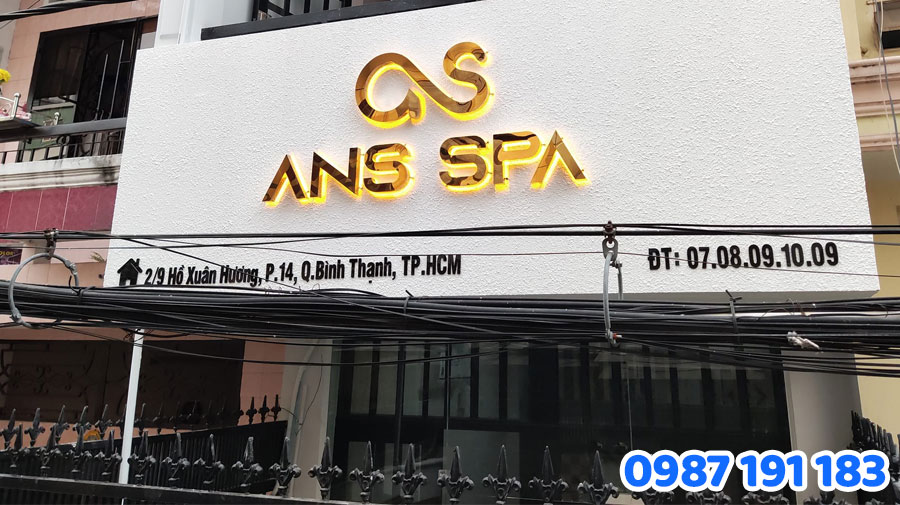 as
ANS SPA
2/9 Hồ Xuân Hương, P.14, Q.Bình Thạnh, TP.HCM
ĐT: 07.08.09.10.09
0987 191 183